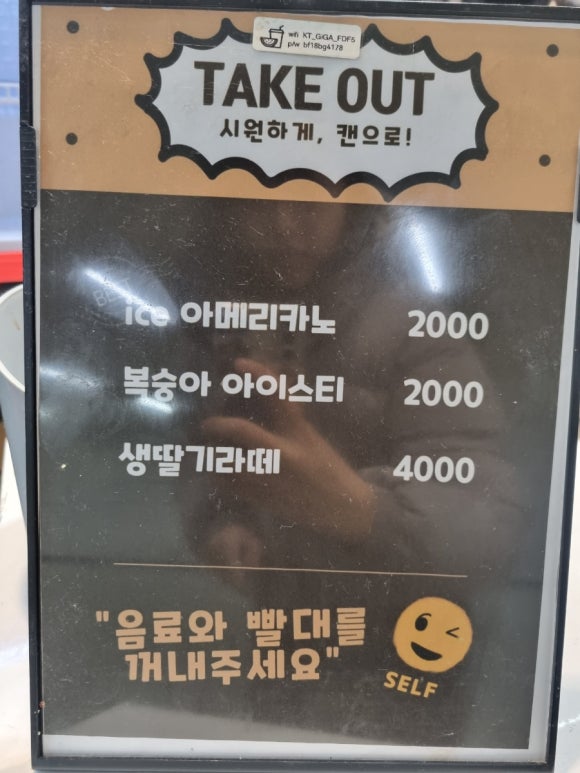 wifi KT_GIGA_FDF5
p/w bf18bg4178
TAKE OUT
시원하게, 캔으로!
ice 아메리카노 2000
복숭아 아이스티 2000
생딸기라떼 4000
"음료와 빨대를
꺼내주세요"
SELF